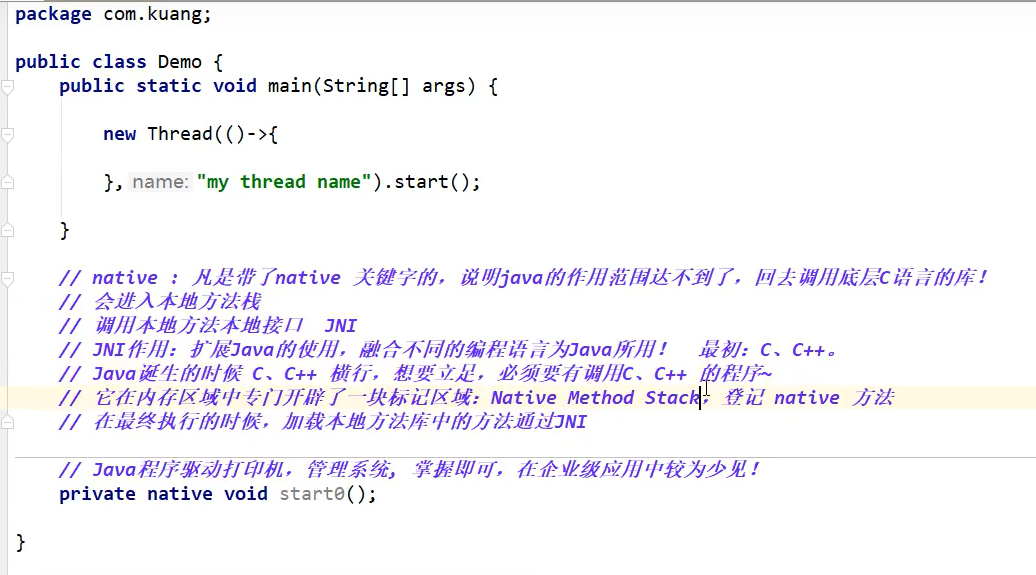 package com.kuang;
public class Demo {
public static void main(String[] args) {
new Thread(()->{
}, name: "my thread name").start();
}
// native : 凡是带了native 关键字的，说明java的作用范围达不到了，回去调用底层C语言的库！
// 会进入本地方法栈
// 调用本地方法本地接口 JNI
// JNI作用：扩展Java的使用，融合不同的编程语言为Java所用！ 最初：C、C++。
// Java诞生的时候 C、C++ 横行，想要立足，必须要有调用C、C++ 的程序~
// 它在内存区域中专门开辟了一块标记区域：Native Method Stack，登记 native 方法
// 在最终执行的时候，加载本地方法库中的方法通过JNI
// Java程序驱动打印机，管理系统, 掌握即可，在企业级应用中较为少见！
private native void start0();
}